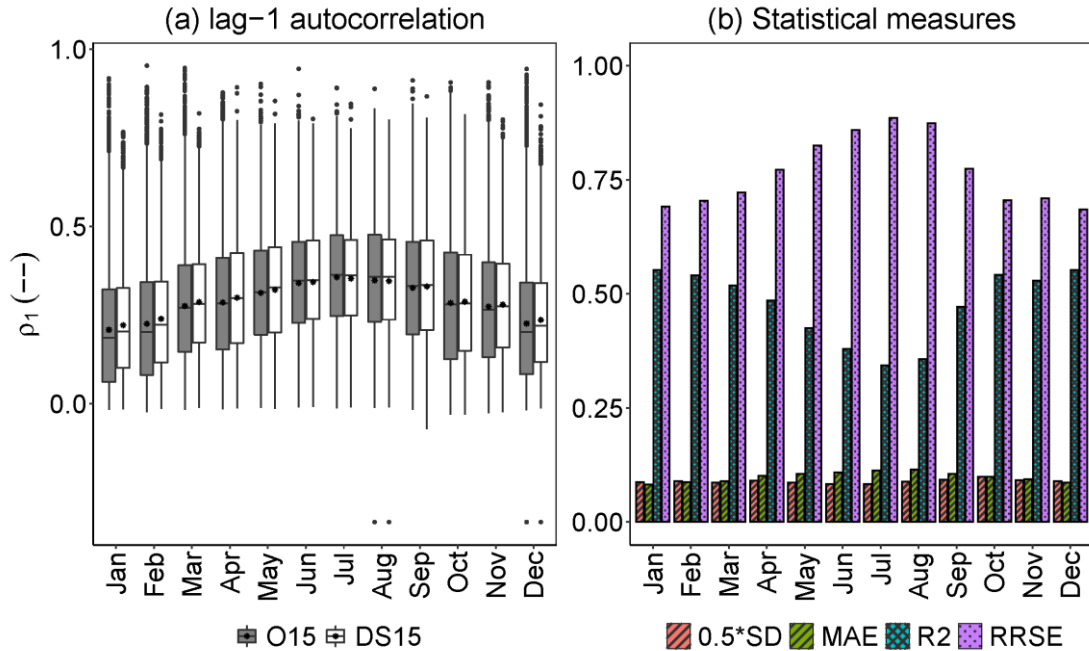 (a) lag−1 autocorrelation
(b) Statistical measures
ρ1 (−−)
1.0
0.5
0.0
Jan Feb Mar Apr May Jun Jul Aug Sep Oct Nov Dec
O15 DS15
1.00
0.75
0.50
0.25
0.00
Jan Feb Mar Apr May Jun Jul Aug Sep Oct Nov Dec
0.5*SD MAE R2 RRSE